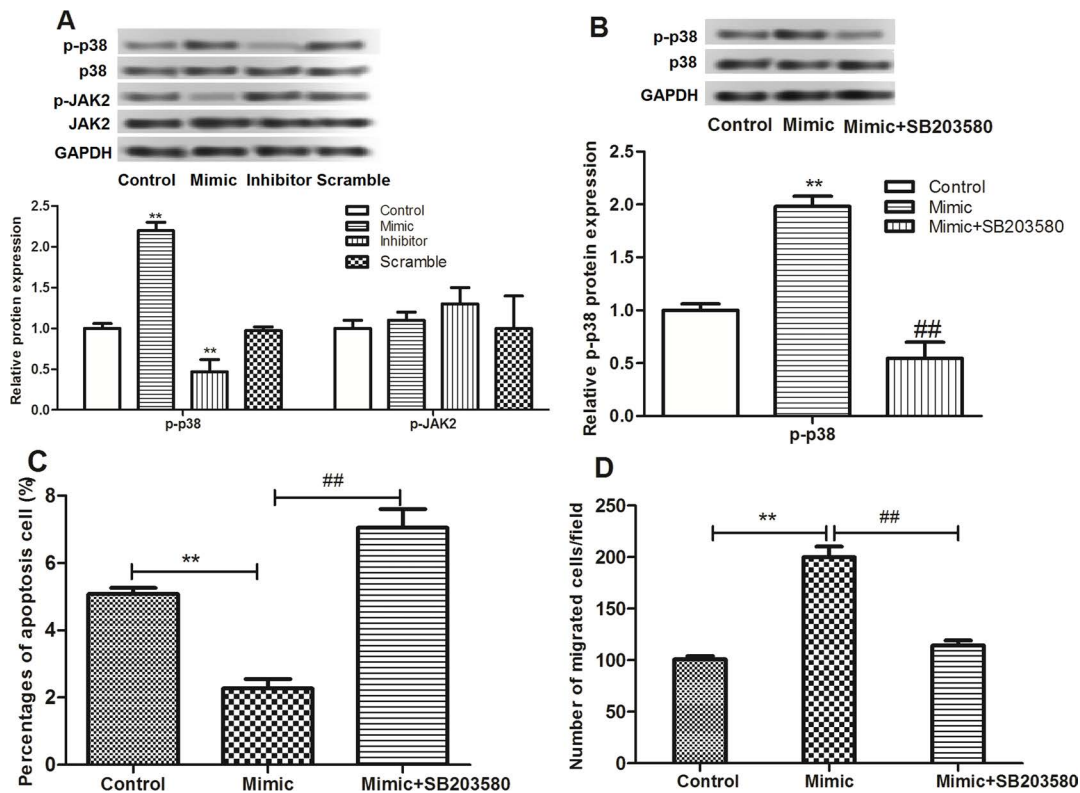 A
p-p38
p38
p-JAK2
JAK2
GAPDH
Control Mimic Inhibitor Scramble
Relative protien expression
2.5
2.0
1.5
1.0
0.5
0.0
**
**
p-p38 p-JAK2
Control
Mimic
Inhibitor
Scramble
B
p-p38
p38
GAPDH
Control Mimic Mimic+SB203580
Relative p-p38 protein expression
2.5
2.0
1.5
1.0
0.5
0.0
**
##
p-p38
Control
Mimic
Mimic+SB203580
C
Percentages of apoptosis cell (%)
8
6
4
2
0
**
##
Control Mimic Mimic+SB203580
D
Number of migrated cells/field
250
200
150
100
50
0
**
##
Control Mimic Mimic+SB203580